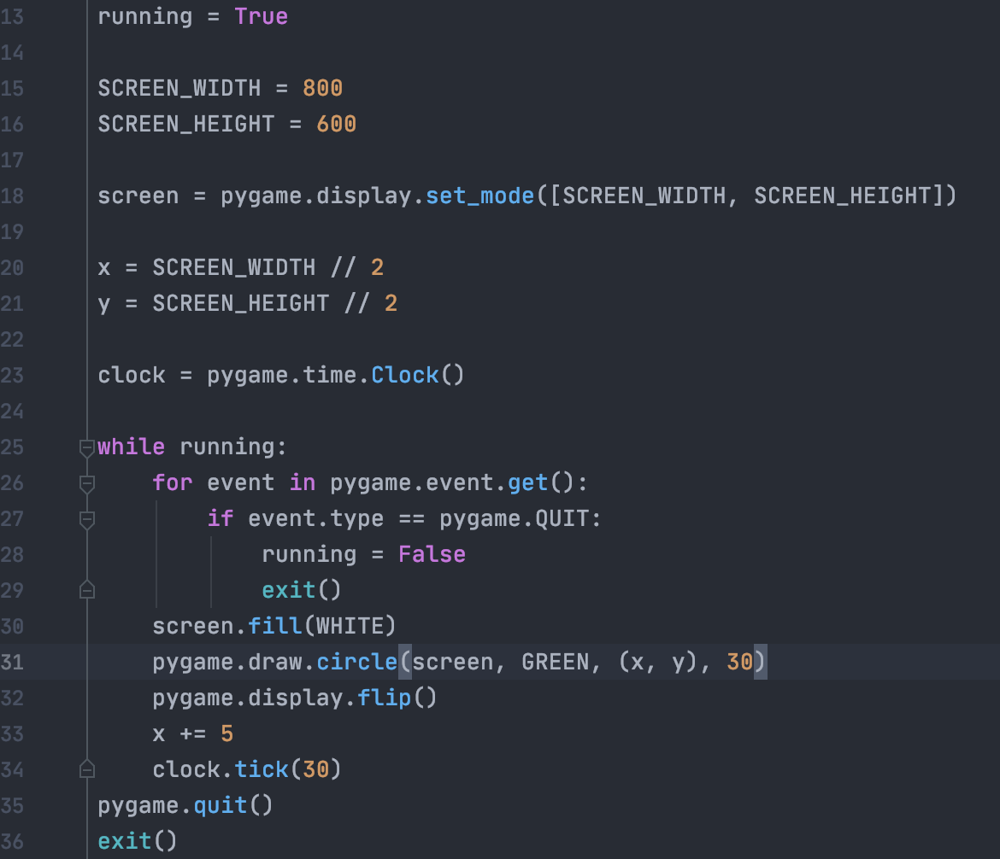 13 running = True
14
15 SCREEN_WIDTH = 800
16 SCREEN_HEIGHT = 600
17
18 screen = pygame.display.set_mode([SCREEN_WIDTH, SCREEN_HEIGHT])
19
20 x = SCREEN_WIDTH // 2
21 y = SCREEN_HEIGHT // 2
22
23 clock = pygame.time.Clock()
24
25 while running:
26     for event in pygame.event.get():
27         if event.type == pygame.QUIT:
28             running = False
29             exit()
30     screen.fill(WHITE)
31     pygame.draw.circle(screen, GREEN, (x, y), 30)
32     pygame.display.flip()
33     x += 5
34     clock.tick(30)
35 pygame.quit()
36 exit()